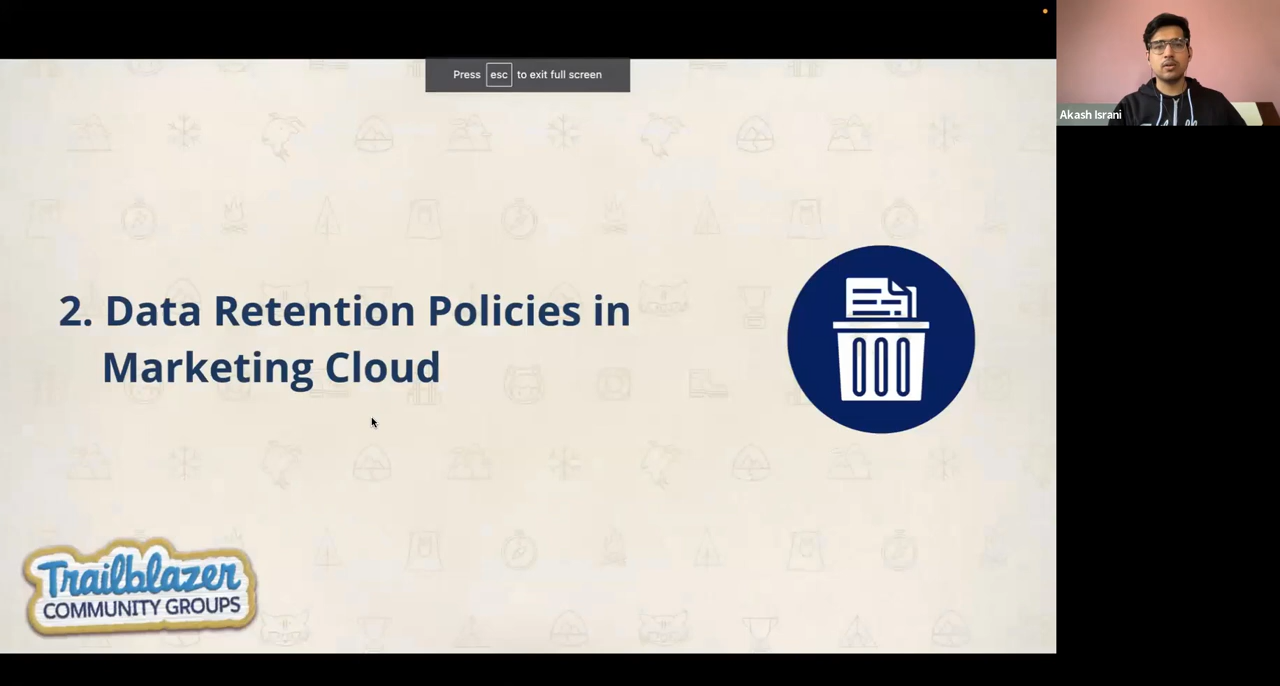 Press esc to exit full screen
Akash Israni
2. Data Retention Policies in
Marketing Cloud
Trailblazer
COMMUNITY GROUPS